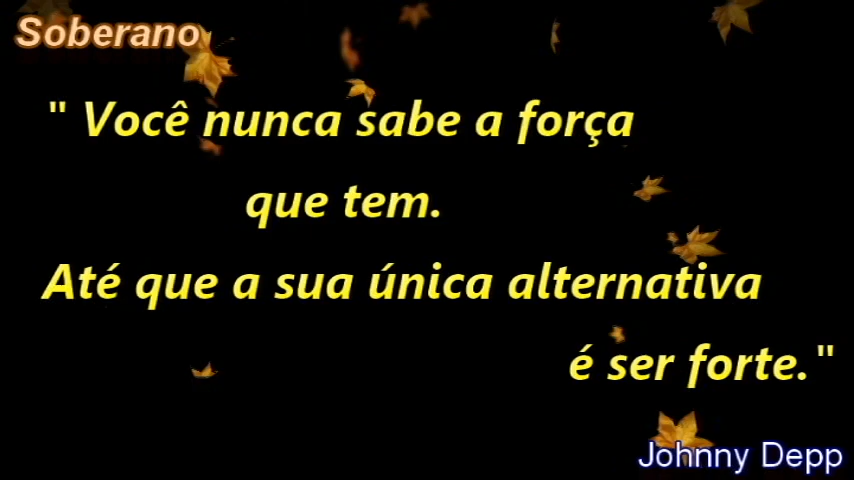 Soberano
" Você nunca sabe a força
que tem.
Até que a sua única alternativa
é ser forte."
Johnny Depp